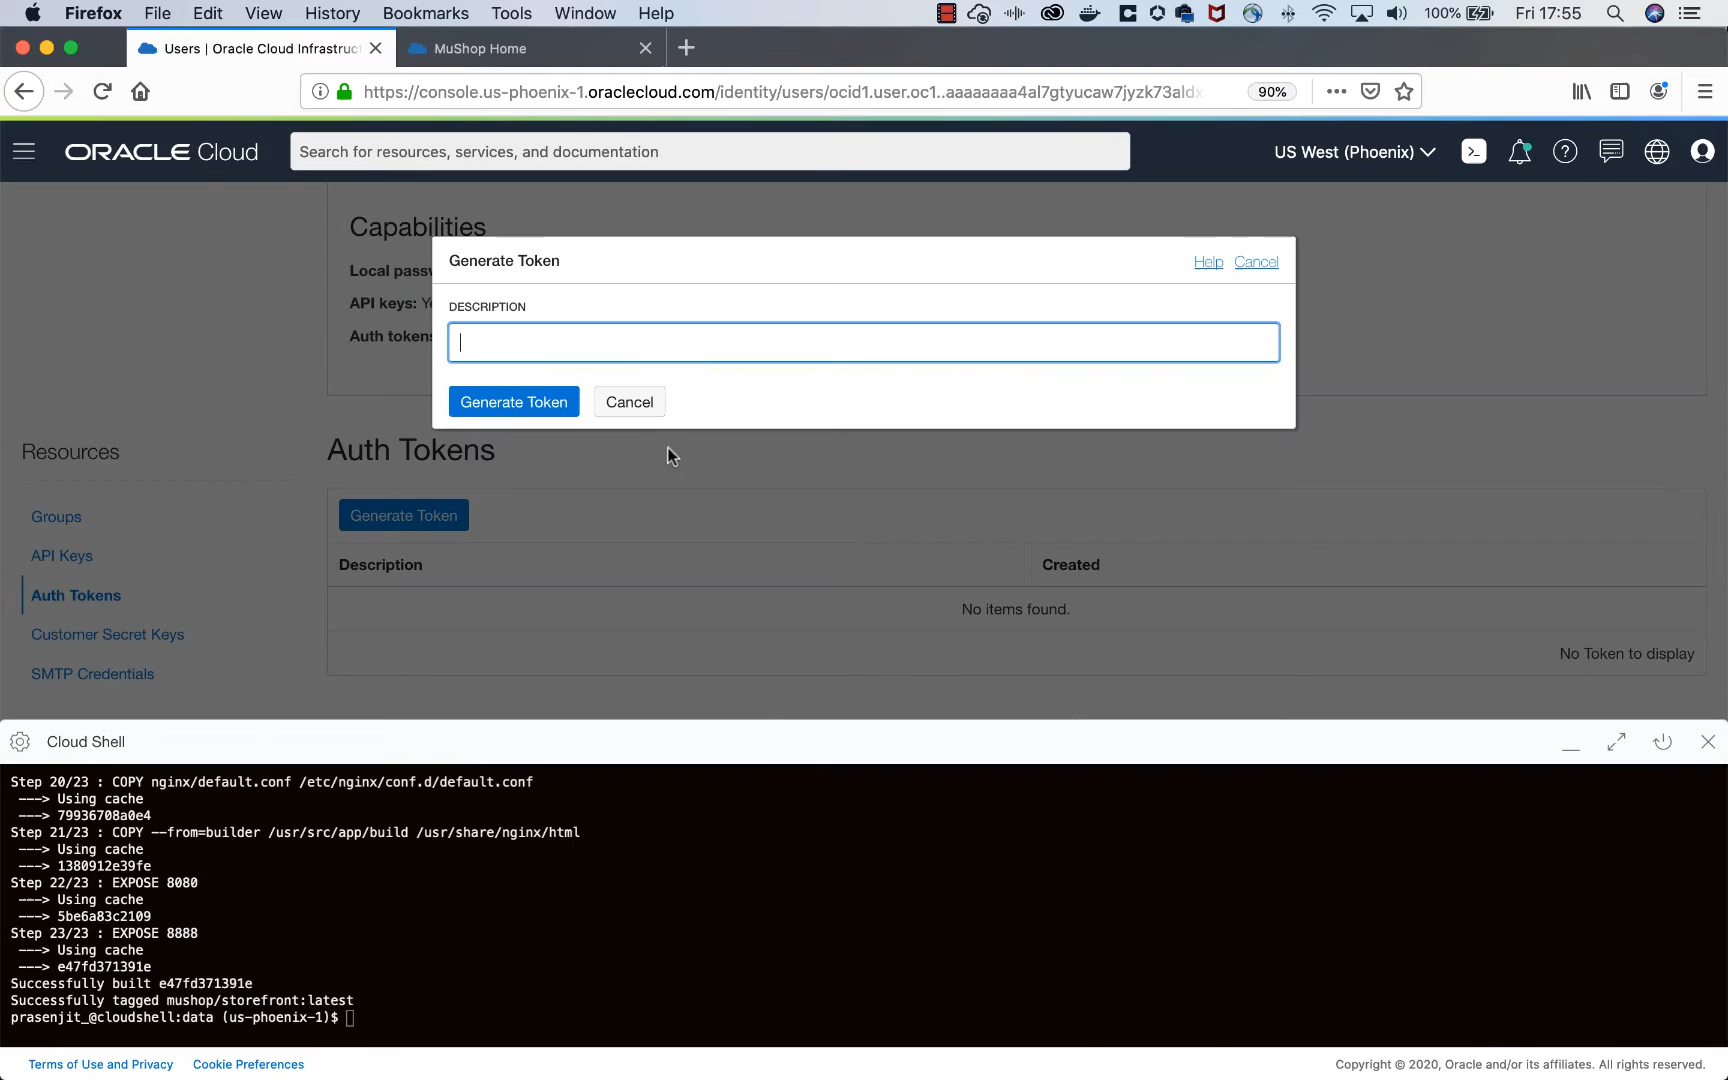 Firefox File Edit View History Bookmarks Tools Window Help 100% Fri 17:55
Users | Oracle Cloud Infrastruct MuShop Home
https://console.us-phoenix-1.oraclecloud.com/identity/users/ocid1.user.oc1..aaaaaaaa4al7gtyucaw7jyzk73aldx 90%
ORACLE Cloud Search for resources, services, and documentation US West (Phoenix)
Capabilities
Generate Token Help Cancel
Local passw
API keys: Ye
DESCRIPTION
Auth tokens
Generate Token Cancel
Auth Tokens
Resources
Groups
API Keys
Auth Tokens
Customer Secret Keys
SMTP Credentials
Generate Token
Description Created
No items found.
No Token to display
Cloud Shell
Step 20/23 : COPY nginx/default.conf /etc/nginx/conf.d/default.conf
---> Using cache
---> 79936708a0e4
Step 21/23 : COPY --from=builder /usr/src/app/build /usr/share/nginx/html
---> Using cache
---> 1380912e39fe
Step 22/23 : EXPOSE 8080
---> Using cache
---> 5be6a83c2109
Step 23/23 : EXPOSE 8888
---> Using cache
---> e47fd371391e
Successfully built e47fd371391e
Successfully tagged mushop/storefront:latest
prasenjit_@cloudshell:data (us-phoenix-1)$
Terms of Use and Privacy Cookie Preferences Copyright © 2020, Oracle and/or its affiliates. All rights reserved.